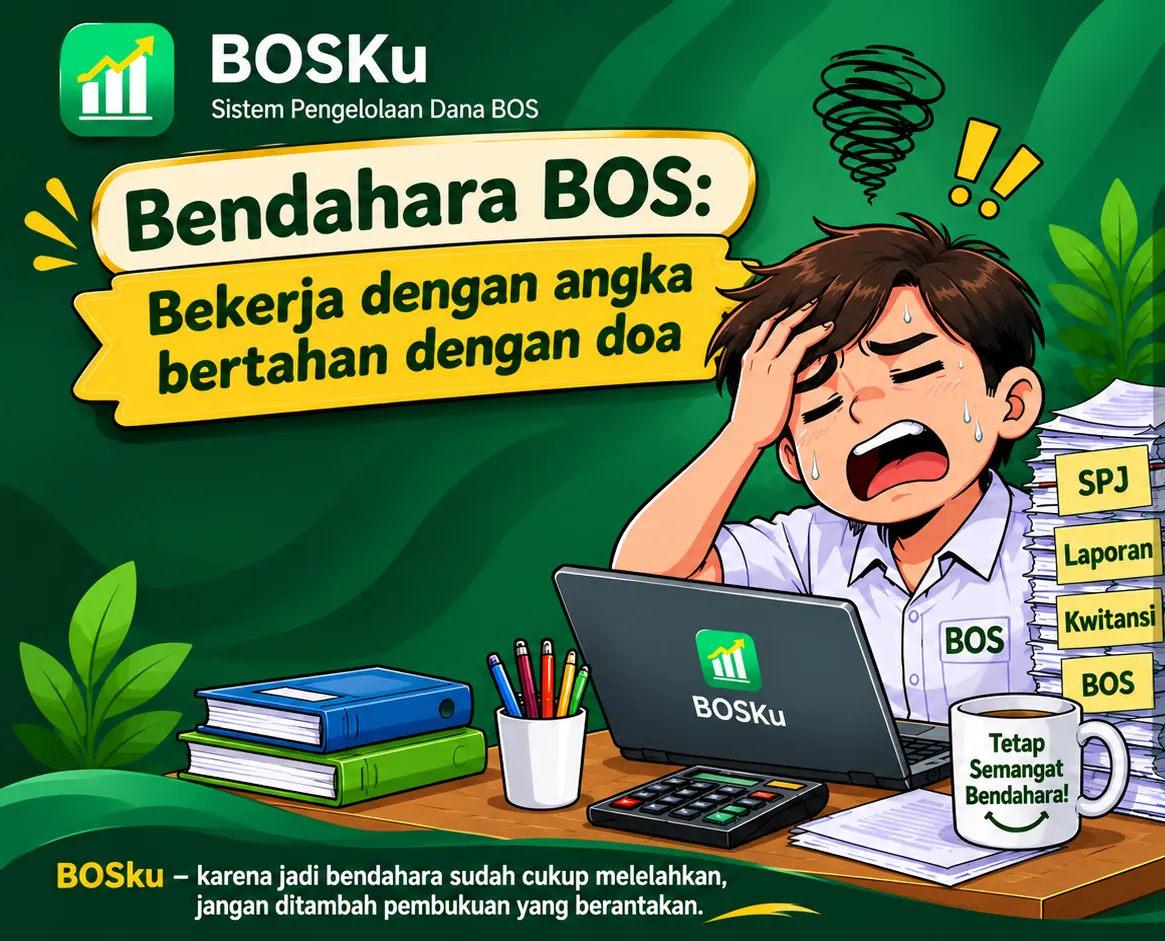 BOSKu
Sistem Pengelolaan Dana BOS
Bendahara BOS:
Bekerja dengan angka
bertahan dengan doa
!!
SPJ
Laporan
Kwitansi
BOS
BOS
BOSKu
Tetap
Semangat
Bendahara!
BOSku – karena jadi bendahara sudah cukup melelahkan,
jangan ditambah pembukuan yang berantakan.